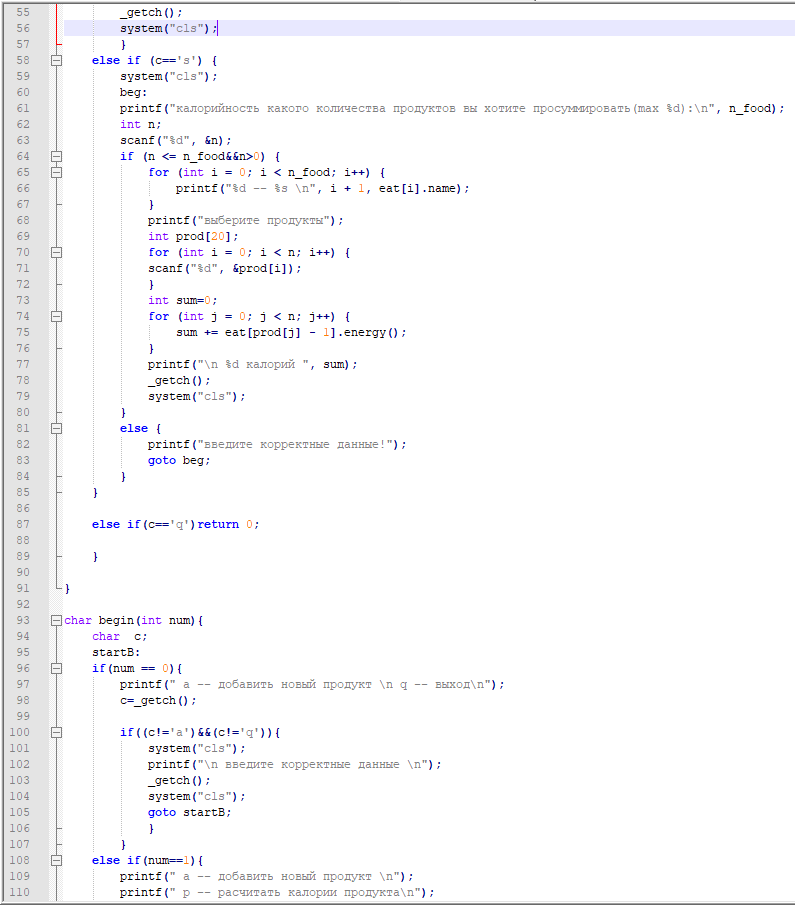 55 _getch();
56 system("cls");
57 }
58 else if (c=='s') {
59 system("cls");
60 beg:
61 printf("калорийность какого количества продуктов вы хотите просуммировать(max %d):\n", n_food);
62 int n;
63 scanf("%d", &n);
64 if (n <= n_food&&n>0) {
65 for (int i = 0; i < n_food; i++) {
66 printf("%d -- %s \n", i + 1, eat[i].name);
67 }
68 printf("выберите продукты");
69 int prod[20];
70 for (int i = 0; i < n; i++) {
71 scanf("%d", &prod[i]);
72 }
73 int sum=0;
74 for (int j = 0; j < n; j++) {
75 sum += eat[prod[j] - 1].energy();
76 }
77 printf("\n %d калорий ", sum);
78 _getch();
79 system("cls");
80 }
81 else {
82 printf("введите корректные данные!");
83 goto beg;
84 }
85 }
86
87 else if(c=='q')return 0;
88
89 }
90
91 }
92
93 char begin(int num){
94 char  c;
95 startB:
96 if(num == 0){
97 printf(" a -- добавить новый продукт \n q -- выход\n");
98 c=_getch();
99
100 if((c!='a')&&(c!='q')){
101 system("cls");
102 printf("\n введите корректные данные \n");
103 _getch();
104 system("cls");
105 goto startB;
106 }
107 }
108 else if(num==1){
109 printf(" a -- добавить новый продукт \n");
110 printf(" p -- расчитать калории продукта\n");